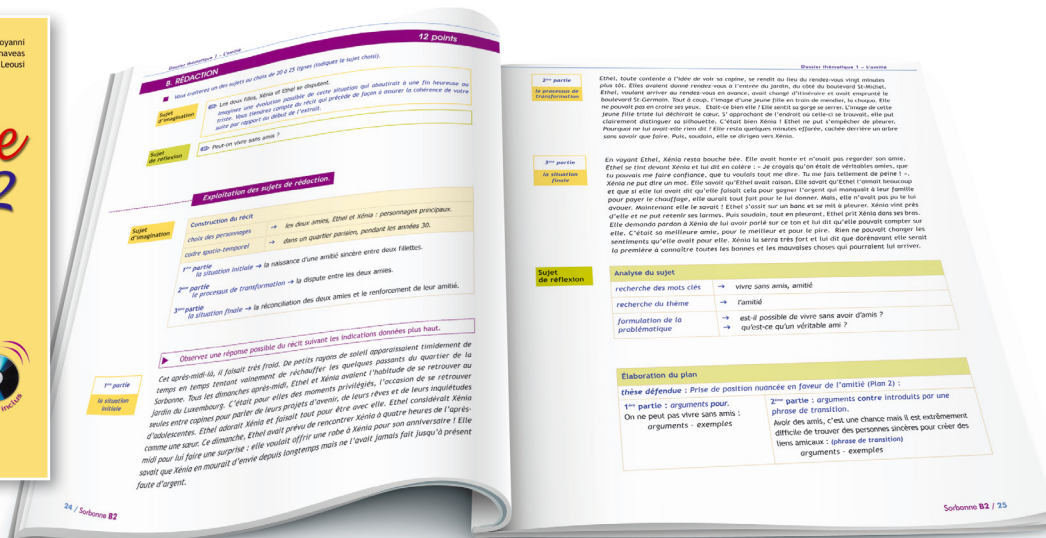 oyanni
naveas
Leousi
e
2
inclus
Dossier thématique 1 - L'amitié
12 points
B. RÉDACTION
Vous traiterez un des sujets au choix de 20 à 25 lignes (indiquez le sujet choisi).
Sujet
d'imagination
Les deux filles, Xénia et Ethel se disputent.
Imaginez une évolution possible de cette situation qui aboutirait à une fin heureuse ou
triste. Vous tiendrez compte du récit qui précède de façon à assurer la cohérence de votre
suite par rapport au début de l'extrait.
Sujet
de réflexion
Peut-on vivre sans amis ?
Exploitation des sujets de rédaction.
Sujet
d'imagination
Construction du récit
choix des personnages → les deux amies, Ethel et Xénia : personnages principaux.
cadre spatio-temporel → dans un quartier parisien, pendant les années 30.
1ère partie
la situation initiale → la naissance d'une amitié sincère entre deux fillettes.
2ème partie
le processus de transformation → la dispute entre les deux amies.
3ème partie
la situation finale → la réconciliation des deux amies et le renforcement de leur amitié.
Observez une réponse possible du récit suivant les indications données plus haut.
1ère partie
la situation
initiale
Cet après-midi-là, il faisait très froid. De petits rayons de soleil apparaissaient timidement de
temps en temps tentant vainement de réchauffer les quelques passants du quartier de la
Sorbonne. Tous les dimanches après-midi, Ethel et Xénia avaient l'habitude de se retrouver au
jardin du Luxembourg. C'était pour elles des moments privilégiés, l'occasion de se retrouver
seules entre copines pour parler de leurs projets d'avenir, de leurs rêves et de leurs inquiétudes
d'adolescentes. Ethel adorait Xénia et faisait tout pour être avec elle. Ethel considérait Xénia
comme une sœur. Ce dimanche, Ethel avait prévu de rencontrer Xénia à quatre heures de l'après-
midi pour lui faire une surprise : elle voulait offrir une robe à Xénia pour son anniversaire ! Elle
savait que Xénia en mourait d'envie depuis longtemps mais ne l'avait jamais fait jusqu'à présent
faute d'argent.
24 / Sorbonne B2
Dossier thématique 1 - L'amitié
2ème partie
le processus de
transformation
Ethel, toute contente à l'idée de voir sa copine, se rendit au lieu du rendez-vous vingt minutes
plus tôt. Elles avaient donné rendez-vous à l'entrée du jardin, du côté du boulevard St-Michel.
Ethel, voulant arriver au rendez-vous en avance, avait changé d'itinéraire et avait emprunté le
boulevard St-Germain. Tout à coup, l'image d'une jeune fille en train de mendier, la choqua. Elle
ne pouvait pas en croire ses yeux. Etait-ce bien elle ! Elle sentit sa gorge se serrer. L'image de cette
jeune fille triste lui déchirait le cœur. S' approchant de l'endroit où celle-ci se trouvait, elle put
clairement distinguer sa silhouette. C'était bien Xénia ! Ethel ne put s'empêcher de pleurer.
Pourquoi ne lui avait-elle rien dit ! Elle resta quelques minutes effarée, cachée derrière un arbre
sans savoir que faire. Puis, soudain, elle se dirigea vers Xénia.
3ème partie
la situation
finale
En voyant Ethel, Xénia resta bouche bée. Elle avait honte et n'osait pas regarder son amie.
Ethel se tint devant Xénia et lui dit en colère : « Je croyais qu'on était de véritables amies, que
tu pouvais me faire confiance, que tu voulais tout me dire. Tu me fais tellement de peine ! ».
Xénia ne put dire un mot. Elle savait qu'Ethel avait raison. Elle savait qu'Ethel l'aimait beaucoup
et que si elle lui avait dit qu'elle faisait cela pour gagner l'argent qui manquait à leur famille
pour payer le chauffage, elle aurait tout fait pour le lui donner. Mais, elle n'avait pas pu le lui
avouer. Maintenant elle le savait ! Ethel s'assit sur un banc et se mit à pleurer. Xénia vint près
d'elle et ne put retenir ses larmes. Puis soudain, tout en pleurant, Ethel prit Xénia dans ses bras.
Elle demanda pardon à Xénia de lui avoir parlé sur ce ton et lui dit qu'elle pouvait compter sur
elle. C'était sa meilleure amie, pour le meilleur et pour le pire. Rien ne pouvait changer les
sentiments qu'elle avait pour elle. Xénia la serra très fort et lui dit que dorénavant elle serait
la première à connaître toutes les bonnes et les mauvaises choses qui pourraient lui arriver.
Sujet
de réflexion
Analyse du sujet
recherche des mots clés → vivre sans amis, amitié
recherche du thème → l'amitié
formulation de la → est-il possible de vivre sans avoir d'amis ?
problématique → qu'est-ce qu'un véritable ami ?
Élaboration du plan
thèse défendue : Prise de position nuancée en faveur de l'amitié (Plan 2) :
1ère partie : arguments pour.
On ne peut pas vivre sans amis :
arguments - exemples
2ème partie : arguments contre introduits par une
phrase de transition.
Avoir des amis, c'est une chance mais il est extrêmement
difficile de trouver des personnes sincères pour créer des
liens amicaux : (phrase de transition)
arguments - exemples
Sorbonne B2 / 25